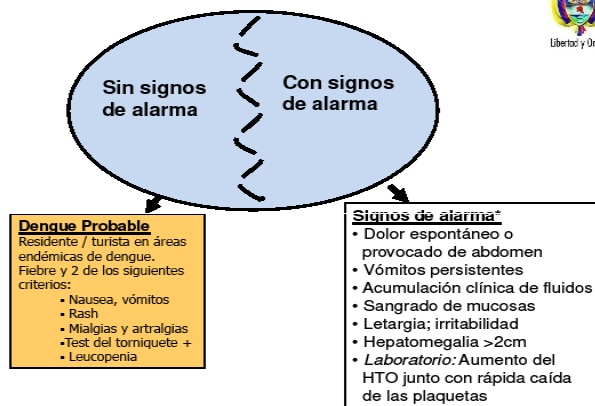 Libertad y Or
Sin signos
de alarma
Con signos
de alarma
Dengue Probable
Residente / turista en áreas
endémicas de dengue.
Fiebre y 2 de los siguientes
criterios:
▪ Nausea, vómitos
▪ Rash
▪ Mialgias y artralgias
▪Test del torniquete +
▪ Leucopenia
Signos de alarma*
• Dolor espontáneo o
provocado de abdomen
• Vómitos persistentes
• Acumulación clínica de fluidos
• Sangrado de mucosas
• Letargia; irritabilidad
• Hepatomegalia >2cm
• Laboratorio: Aumento del
HTO junto con rápida caída
de las plaquetas